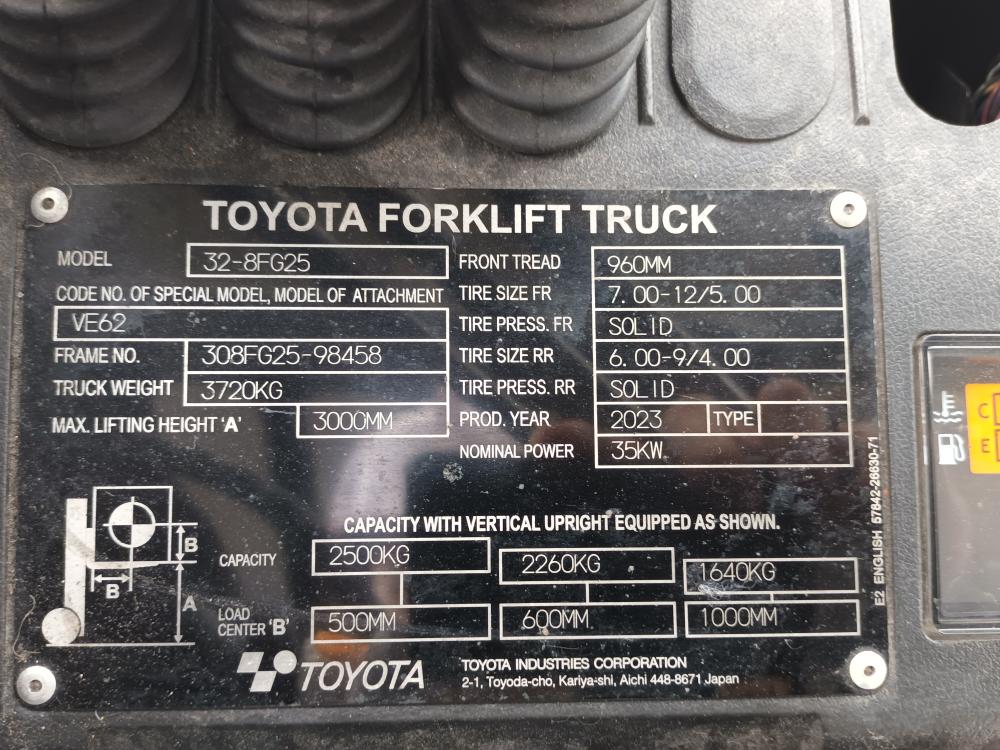 TOYOTA FORKLIFT TRUCK
MODEL 32-8FG25 FRONT TREAD 960MM
CODE NO. OF SPECIAL MODEL, MODEL OF ATTACHMENT TIRE SIZE FR 7.00-12/5.00
VE62 TIRE PRESS. FR SOLID
FRAME NO. 308FG25-98458 TIRE SIZE RR 6.00-9/4.00
TRUCK WEIGHT 3720KG TIRE PRESS. RR SOLID
MAX. LIFTING HEIGHT 'A' 3000MM PROD. YEAR 2023 TYPE
NOMINAL POWER 35KW
CAPACITY WITH VERTICAL UPRIGHT EQUIPPED AS SHOWN.
B
B
A
CAPACITY 2500KG 2260KG 1640KG
LOAD
CENTER 'B' 500MM 600MM 1000MM
TOYOTA
TOYOTA INDUSTRIES CORPORATION
2-1, Toyoda-cho, Kariya-shi, Aichi 448-8671 Japan
E2 ENGLISH 57842-26630-71
C
E